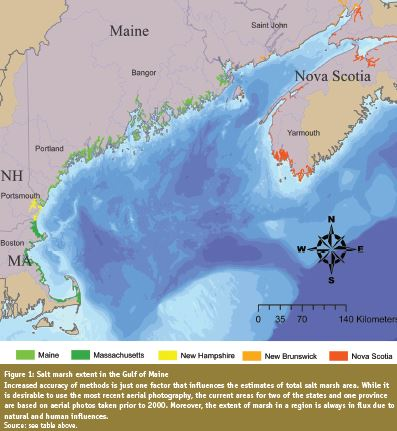 Maine
Saint John
Bangor
Nova Scotia
Yarmouth
Portland
NH
Portsmouth
Boston
MA
N
W E
S
0 35 70 140 Kilometers
Maine Massachusetts New Hampshire New Brunswick Nova Scotia
Figure 1: Salt marsh extent in the Gulf of Maine
Increased accuracy of methods is just one factor that influences the estimates of total salt marsh area. While it
is desirable to use the most recent aerial photography, the current areas for two of the states and one province
are based on aerial photos taken prior to 2000. Moreover, the extent of marsh in a region is always in flux due to
natural and human influences.
Source: see table above.